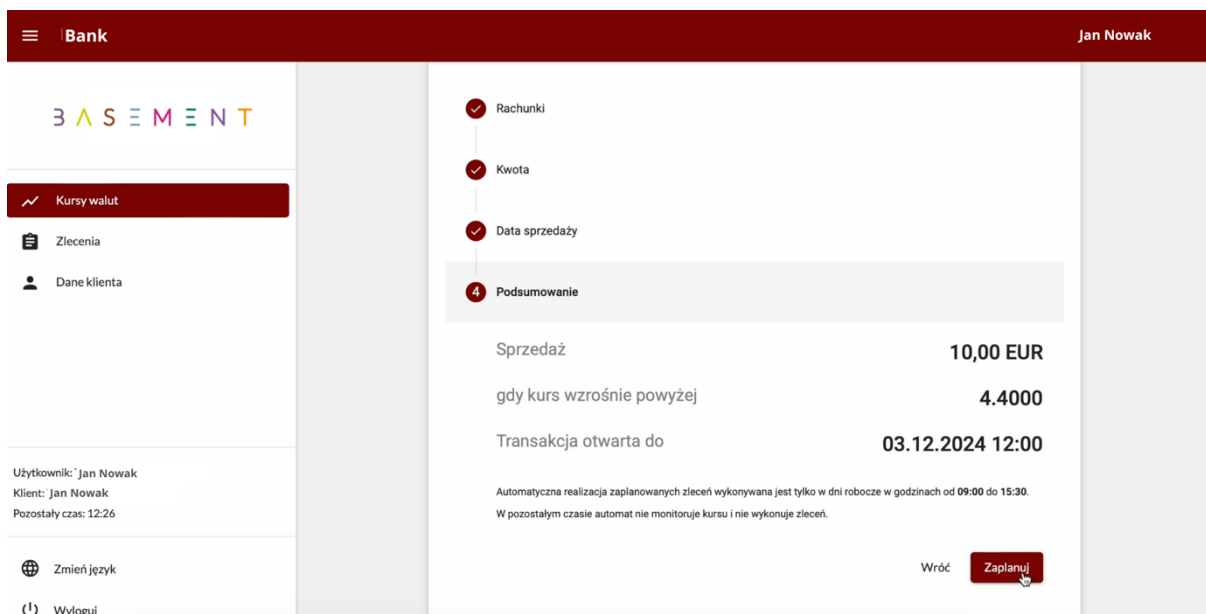 Bank
Jan Nowak
BASEMENT
Kursy walut
Zlecenia
Dane klienta
Użytkownik: Jan Nowak
Klient: Jan Nowak
Pozostały czas: 12:26
Zmień język
Wyloguj
Rachunki
Kwota
Data sprzedaży
4 Podsumowanie
Sprzedaż 10,00 EUR
gdy kurs wzrośnie powyżej 4.4000
Transakcja otwarta do 03.12.2024 12:00
Automatyczna realizacja zaplanowanych zleceń wykonywana jest tylko w dni robocze w godzinach od 09:00 do 15:30.
W pozostałym czasie automat nie monitoruje kursu i nie wykonuje zleceń.
Wróć Zaplanuj